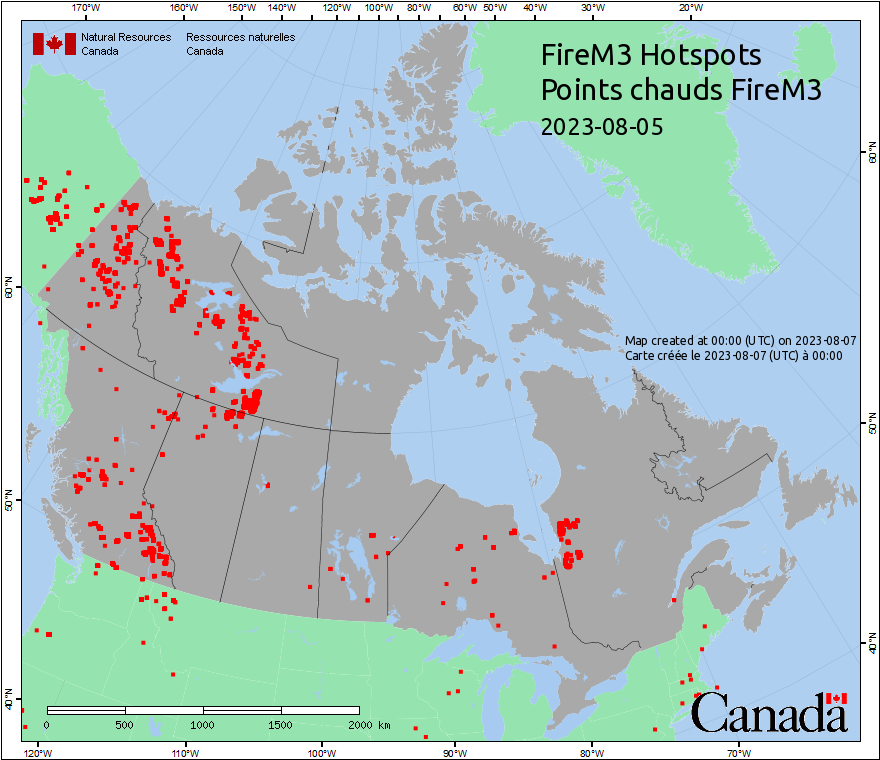 170°W 160°W 150°W 140°W 130°W 120°W 110°W 100°W 90°W 80°W 70°W 60°W 50°W 40°W 30°W 20°W
Natural Resources Canada
Ressources naturelles Canada
FireM3 Hotspots
Points chauds FireM3
2023-08-05
60°N
60°N
Map created at 00:00 (UTC) on 2023-08-07
Carte créée le 2023-08-07 (UTC) à 00:00
50°N
50°N
40°N
40°N
Canada
0 500 1000 1500 2000 km
120°W 110°W 100°W 90°W 80°W 70°W